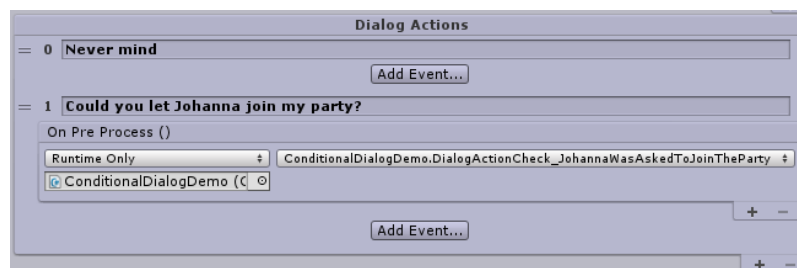 Dialog Actions
0 Never mind
Add Event...
1 Could you let Johanna join my party?
On Pre Process ()
Runtime Only ConditionalDialogDemo.DialogActionCheck_JohannaWasAskedToJoinTheParty
ConditionalDialogDemo (C
+ −
Add Event...
+ −